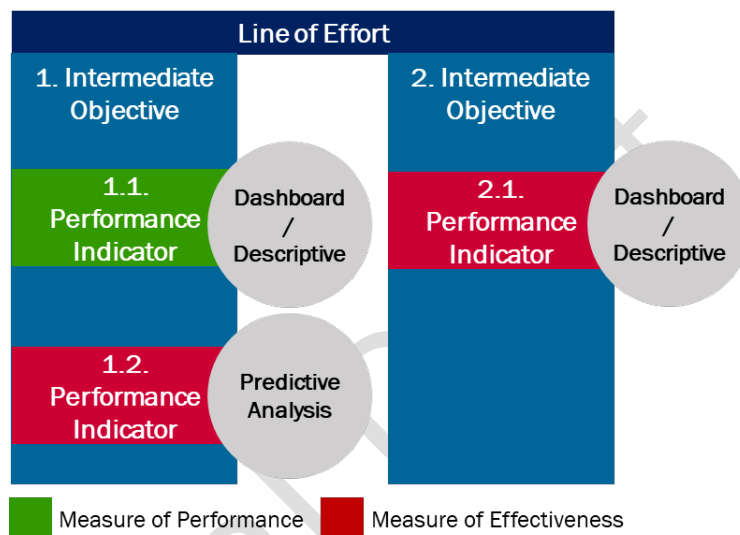 Line of Effort
1. Intermediate
Objective
1.1.
Performance
Indicator
Dashboard
/
Descriptive
1.2.
Performance
Indicator
Predictive
Analysis
2. Intermediate
Objective
2.1.
Performance
Indicator
Dashboard
/
Descriptive
Measure of Performance
Measure of Effectiveness